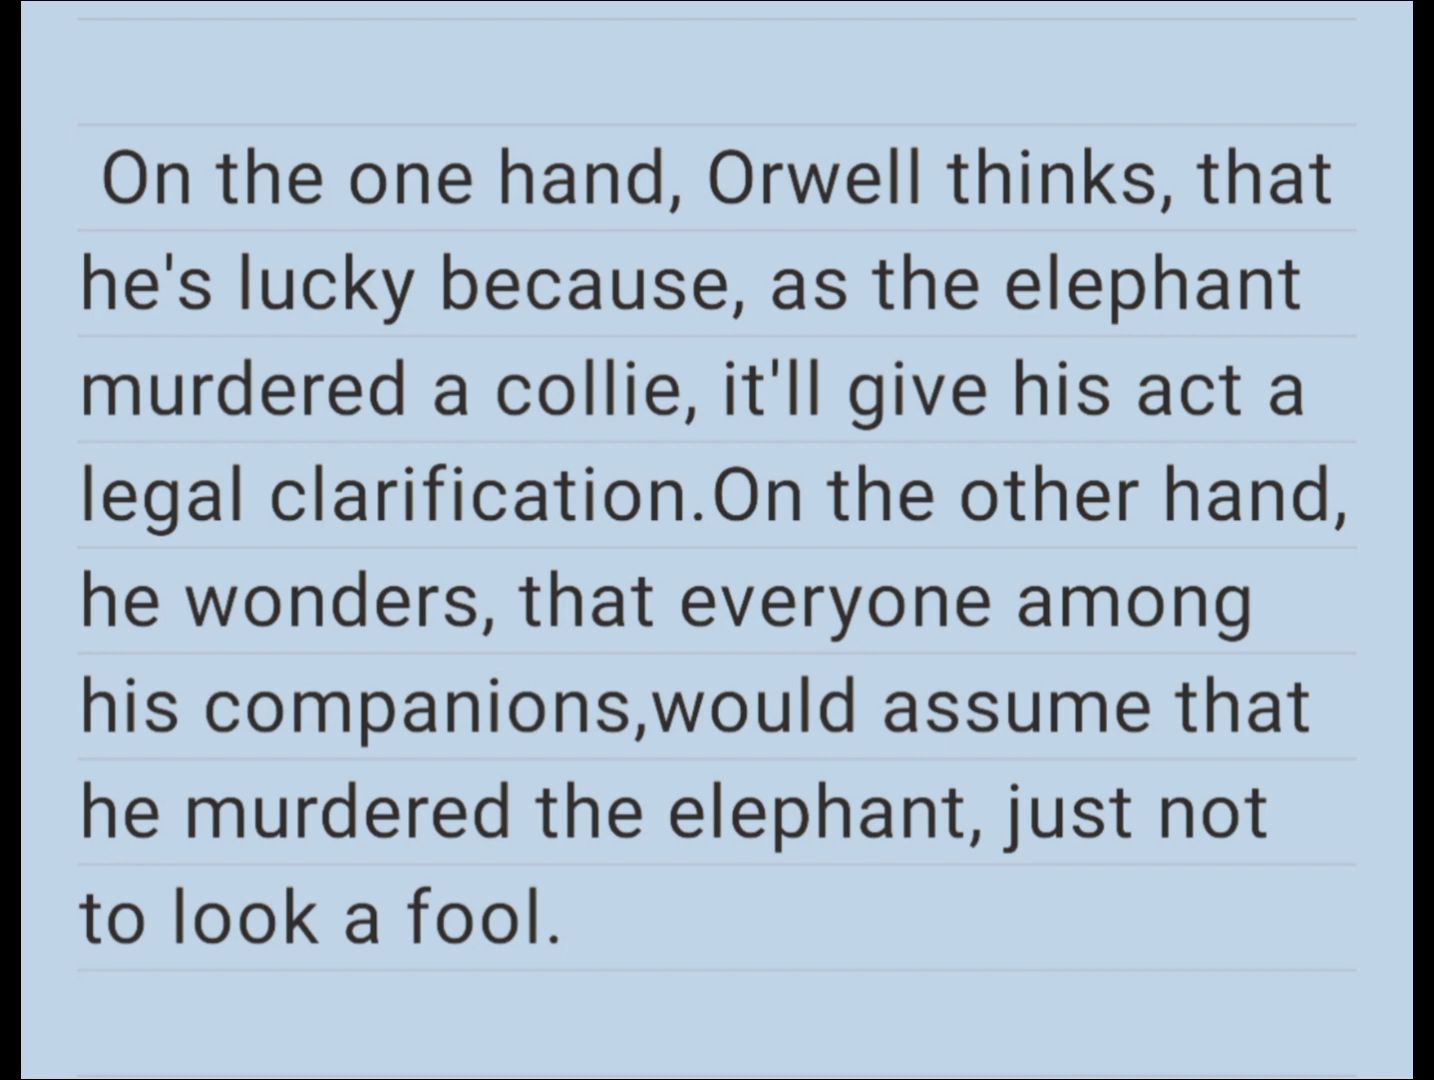 On the one hand, Orwell thinks, that
he's lucky because, as the elephant
murdered a collie, it'll give his act a
legal clarification.On the other hand,
he wonders, that everyone among
his companions,would assume that
he murdered the elephant, just not
to look a fool.